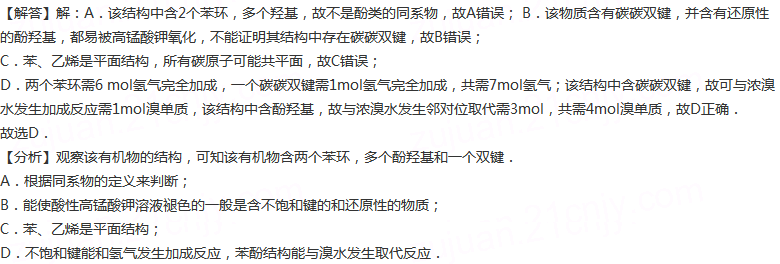 【解答】解：A．该结构中含2个苯环，多个羟基，故不是酚类的同系物，故A错误； B．该物质含有碳碳双键，并含有还原性
的酚羟基，都易被高锰酸钾氧化，不能证明其结构中存在碳碳双键，故B错误；
C．苯、乙烯是平面结构，所有碳原子可能共平面，故C错误；
D．两个苯环需6 mol氢气完全加成，一个碳碳双键需1mol氢气完全加成，共需7mol氢气；该结构中含碳碳双键，故可与浓溴
水发生加成反应需1mol溴单质，该结构中含酚羟基，故与浓溴水发生邻对位取代需3mol，共需4mol溴单质，故D正确．
故选D．
【分析】观察该有机物的结构，可知该有机物含两个苯环，多个酚羟基和一个双键．
A．根据同系物的定义来判断；
B．能使酸性高锰酸钾溶液褪色的一般是含不饱和键的和还原性的物质；
C．苯、乙烯是平面结构；
D．不饱和键能和氢气发生加成反应，苯酚结构能与溴水发生取代反应．